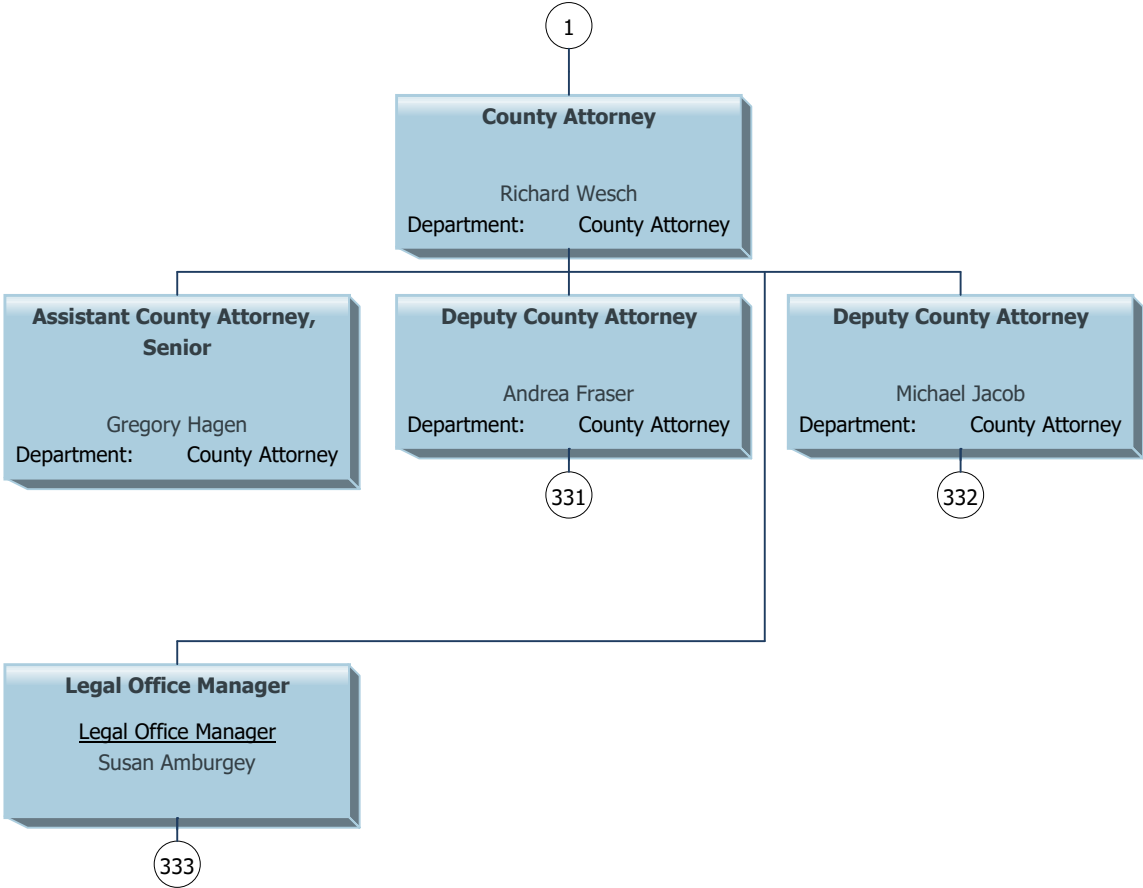 1
County Attorney
Richard Wesch
Department: County Attorney
Assistant County Attorney,
Senior
Gregory Hagen
Department: County Attorney
Deputy County Attorney
Andrea Fraser
Department: County Attorney
331
Deputy County Attorney
Michael Jacob
Department: County Attorney
332
Legal Office Manager
Legal Office Manager
Susan Amburgey
333